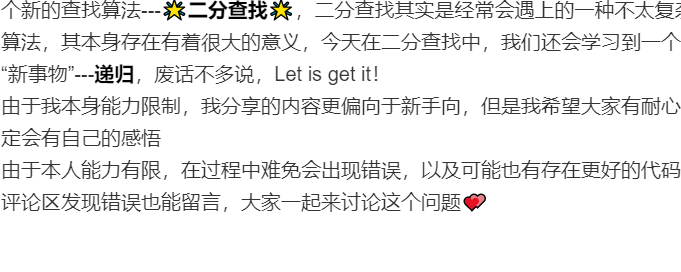 个新的查找算法---🌟二分查找🌟，二分查找其实是经常会遇上的一种不太复杂
算法，其本身存在有着很大的意义，今天在二分查找中，我们还会学习到一个
“新事物”---递归，废话不多说，Let is get it！
由于我本身能力限制，我分享的内容更偏向于新手向，但是我希望大家有耐心
定会有自己的感悟
由于本人能力有限，在过程中难免会出现错误，以及可能也有存在更好的代码
评论区发现错误也能留言，大家一起来讨论这个问题💕